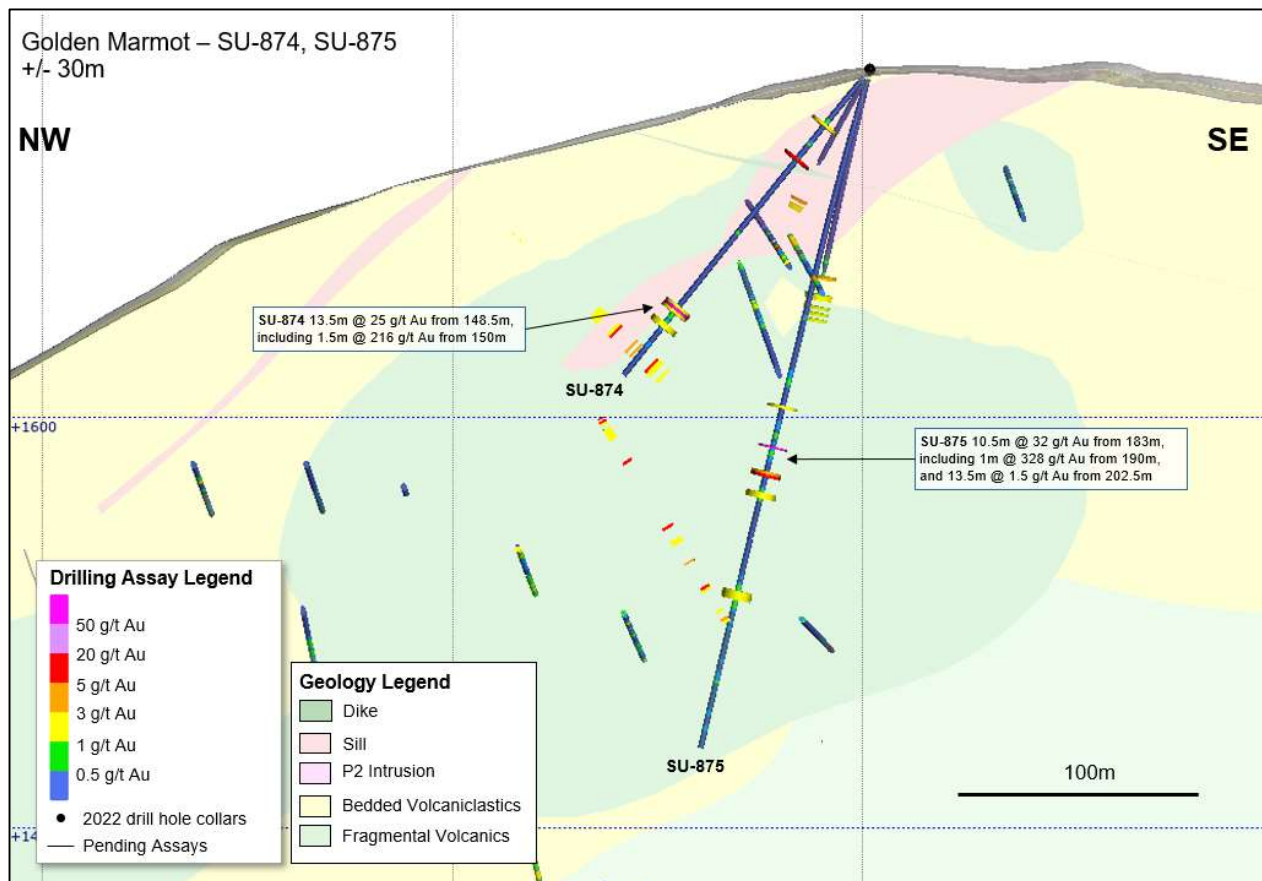 Golden Marmot – SU-874, SU-875
+/- 30m
NW
SE
SU-874 13.5m @ 25 g/t Au from 148.5m,
including 1.5m @ 216 g/t Au from 150m
SU-874
+1600
SU-875 10.5m @ 32 g/t Au from 183m,
including 1m @ 328 g/t Au from 190m,
and 13.5m @ 1.5 g/t Au from 202.5m
Drilling Assay Legend
50 g/t Au
20 g/t Au
5 g/t Au
3 g/t Au
1 g/t Au
0.5 g/t Au
2022 drill hole collars
Pending Assays
Geology Legend
Dike
Sill
P2 Intrusion
Bedded Volcaniclastics
Fragmental Volcanics
SU-875
100m